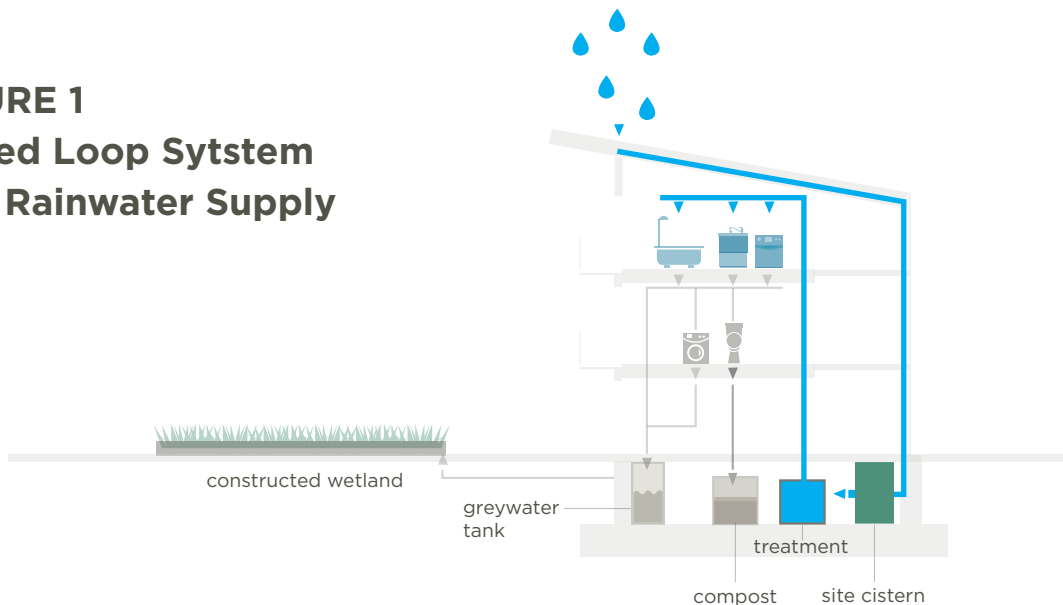 URE 1
ed Loop Sytstem
Rainwater Supply
constructed wetland
greywater
tank
treatment
compost
site cistern